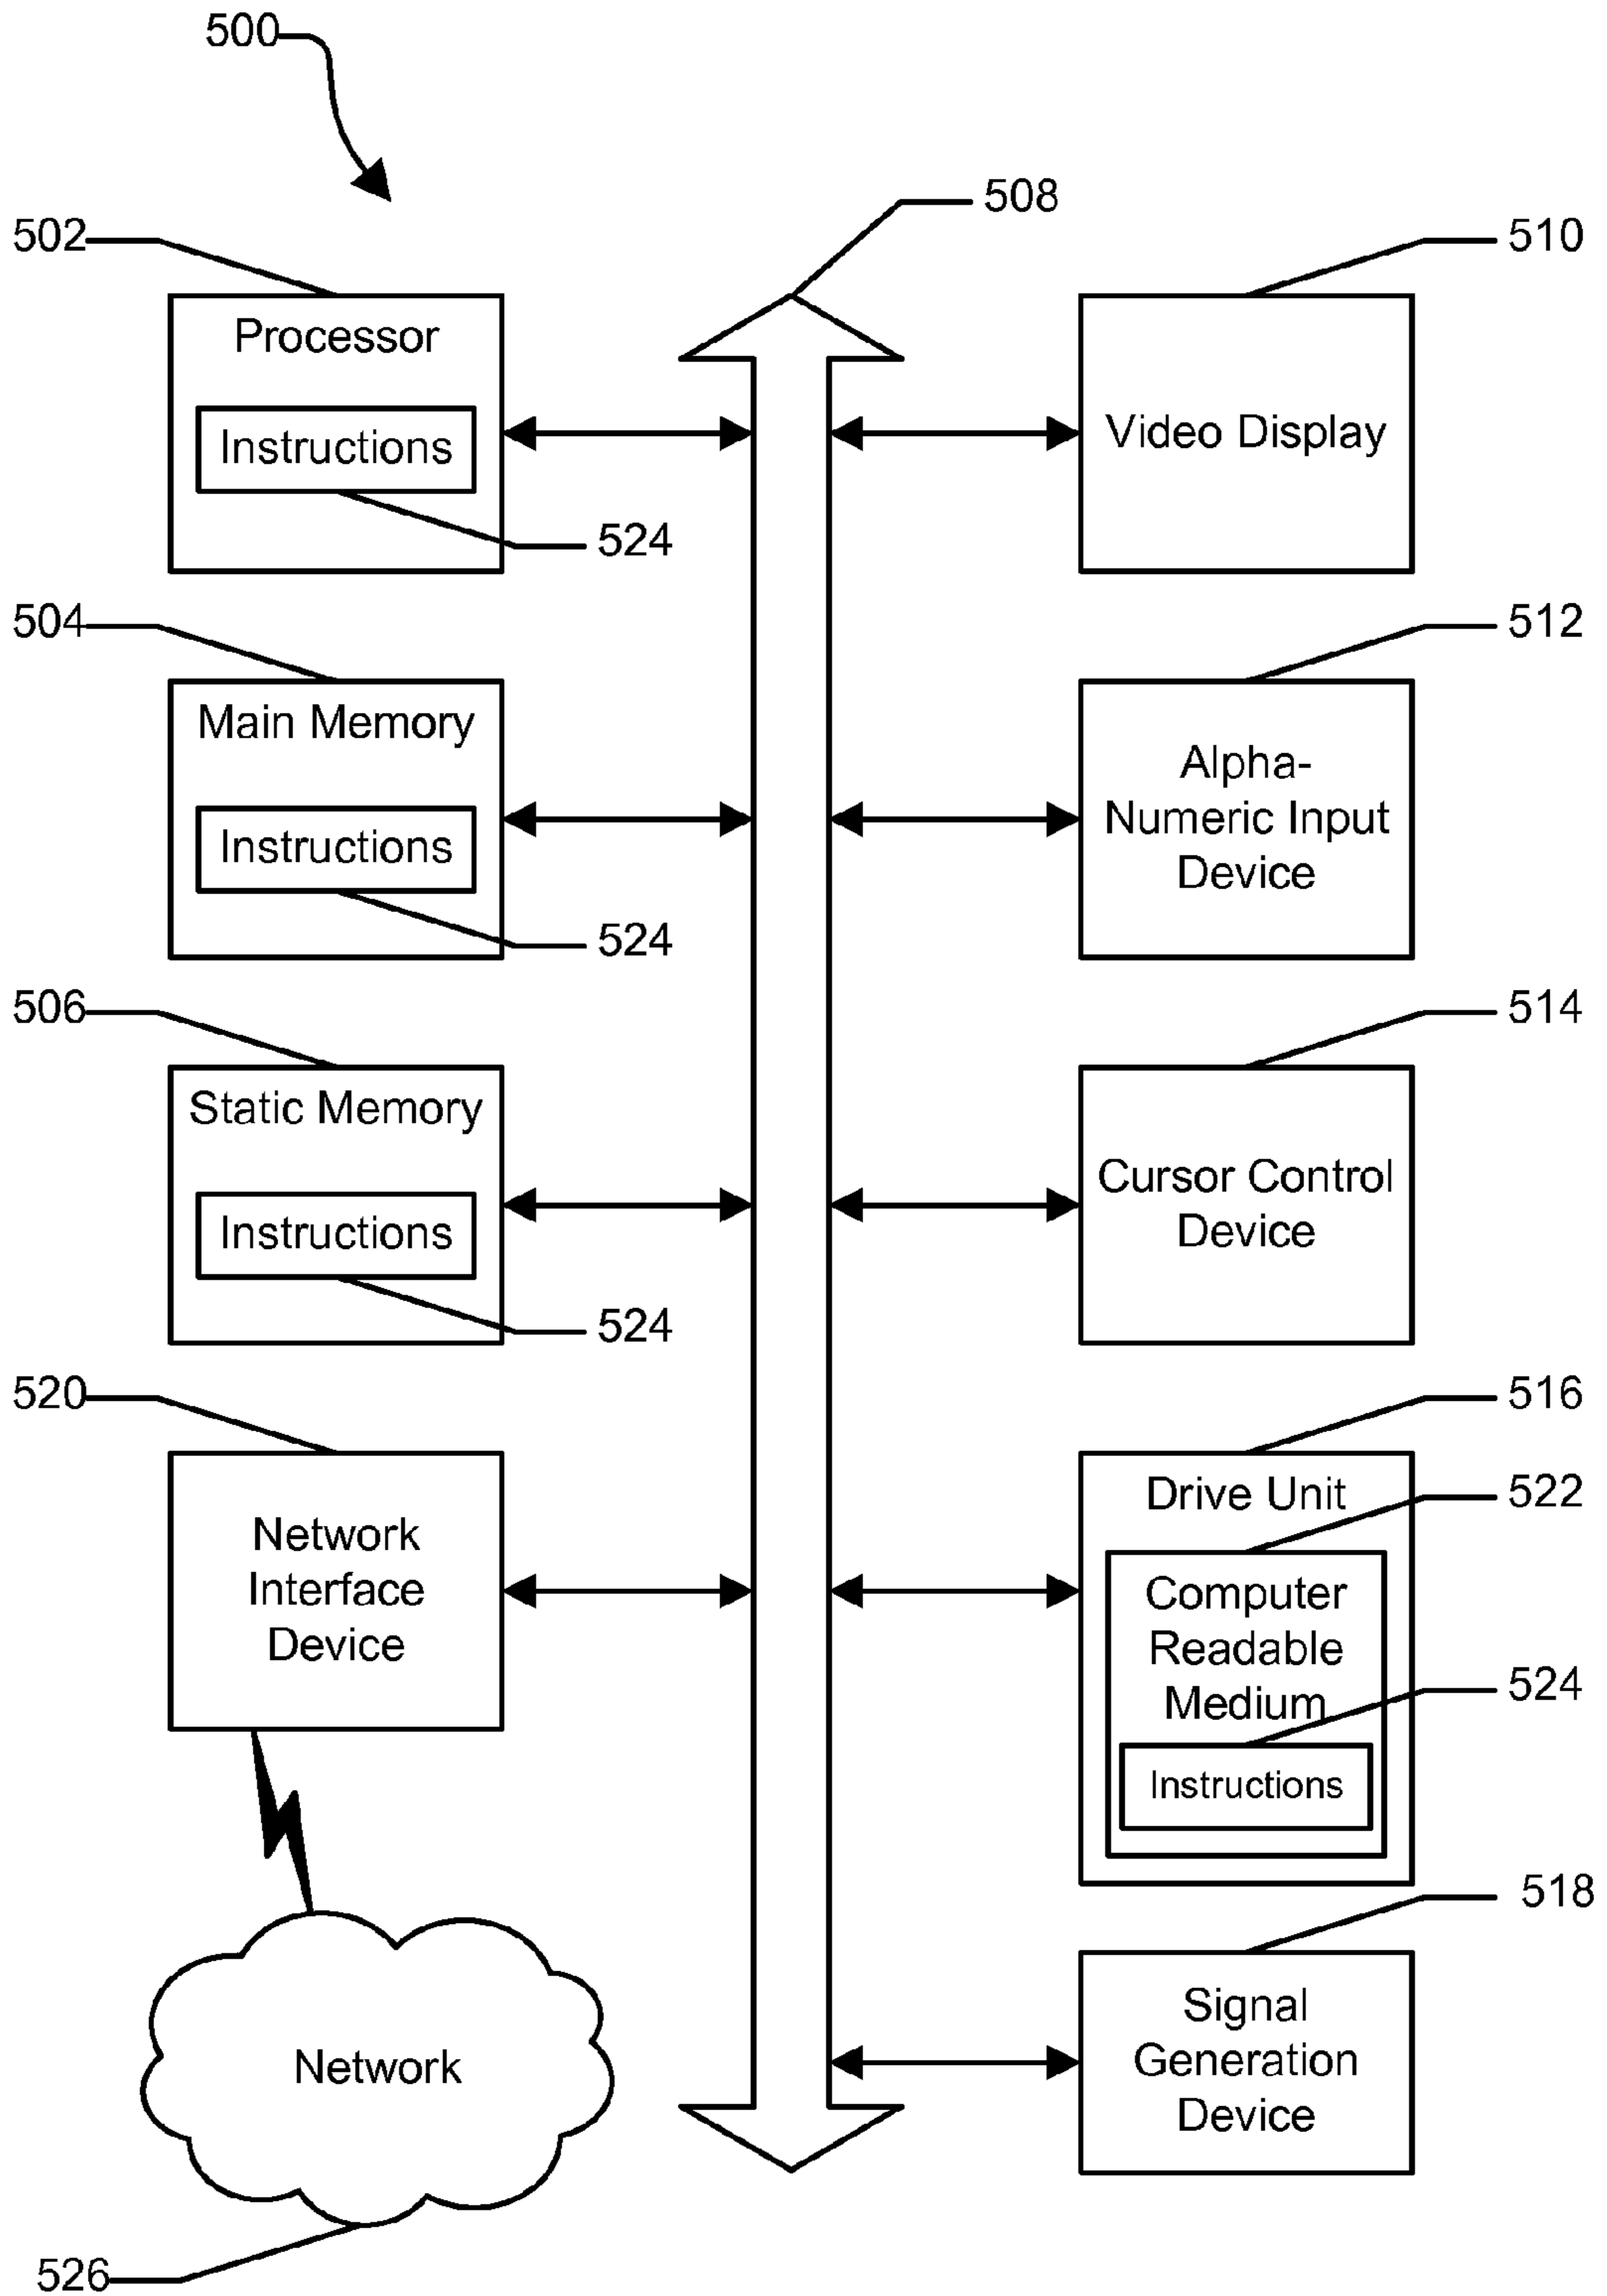 500
508
502
510
Processor
Instructions
524
Video Display
504
512
Main Memory
Instructions
524
Alpha-
Numeric Input
Device
506
514
Static Memory
Instructions
524
Cursor Control
Device
520
516
Network
Interface
Device
Drive Unit
522
Computer
Readable
Medium
524
Instructions
518
Signal
Generation
Device
Network
526